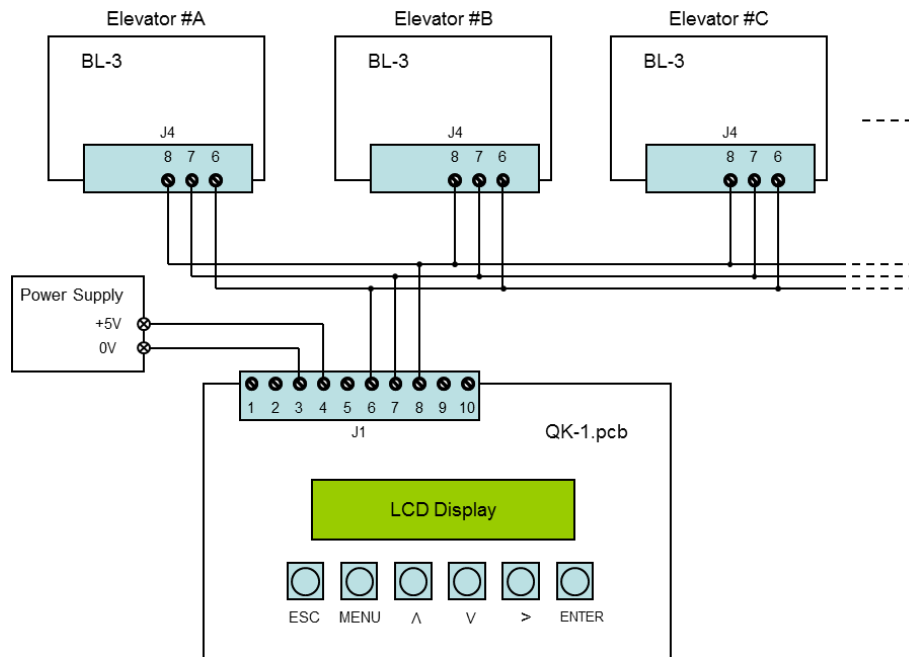 Elevator #A Elevator #B Elevator #C
BL-3 BL-3 BL-3
J4 J4 J4
8 7 6 8 7 6 8 7 6
Power Supply
+5V
0V
1 2 3 4 5 6 7 8 9 10
J1
QK-1.pcb
LCD Display
ESC MENU ∧ ∨ > ENTER